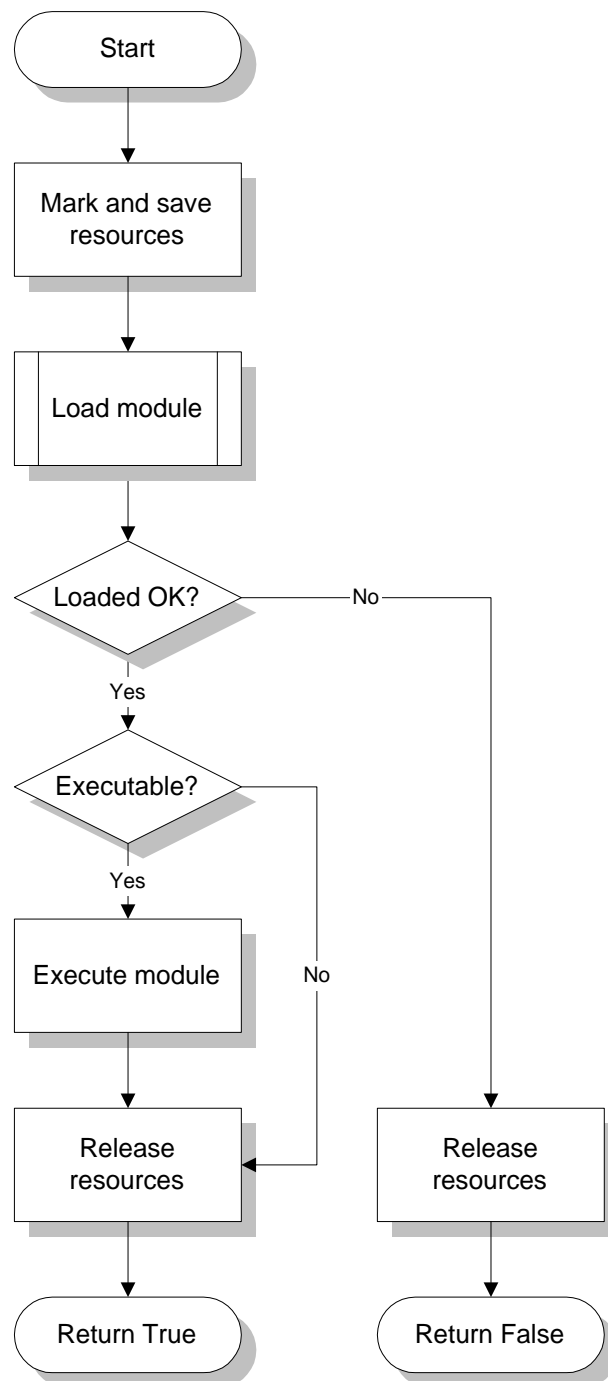 Start
Mark and save
resources
Load module
Loaded OK?
No
Yes
Executable?
Yes
Execute module
No
Release
resources
Release
resources
Return True
Return False